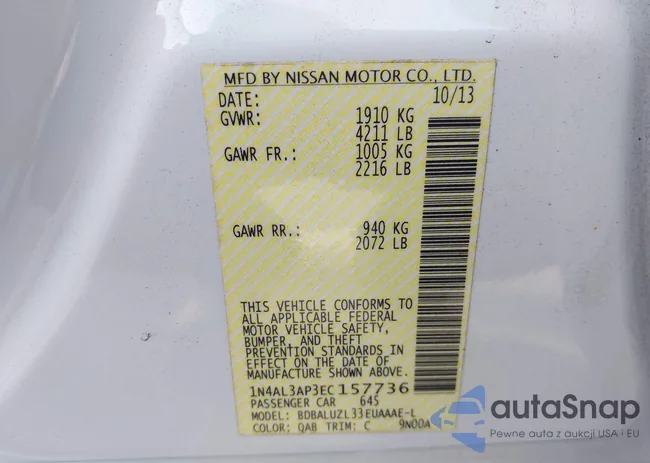 MFD BY NISSAN MOTOR CO., LTD.
DATE: 10/13
GVWR: 1910 KG
4211 LB
GAWR FR.: 1005 KG
2216 LB
GAWR RR.: 940 KG
2072 LB
THIS VEHICLE CONFORMS TO
ALL APPLICABLE FEDERAL
MOTOR VEHICLE SAFETY,
BUMPER, AND THEFT
PREVENTION STANDARDS IN
EFFECT ON THE DATE OF
MANUFACTURE SHOWN ABOVE.
1N4AL3AP3EC157736
PASSENGER CAR 645
MODEL: BDBALUZL33EUAAAE-L
COLOR: QAB TRIM: C 9N00A
autoSnap
Pewne auta z aukcji USA i EU